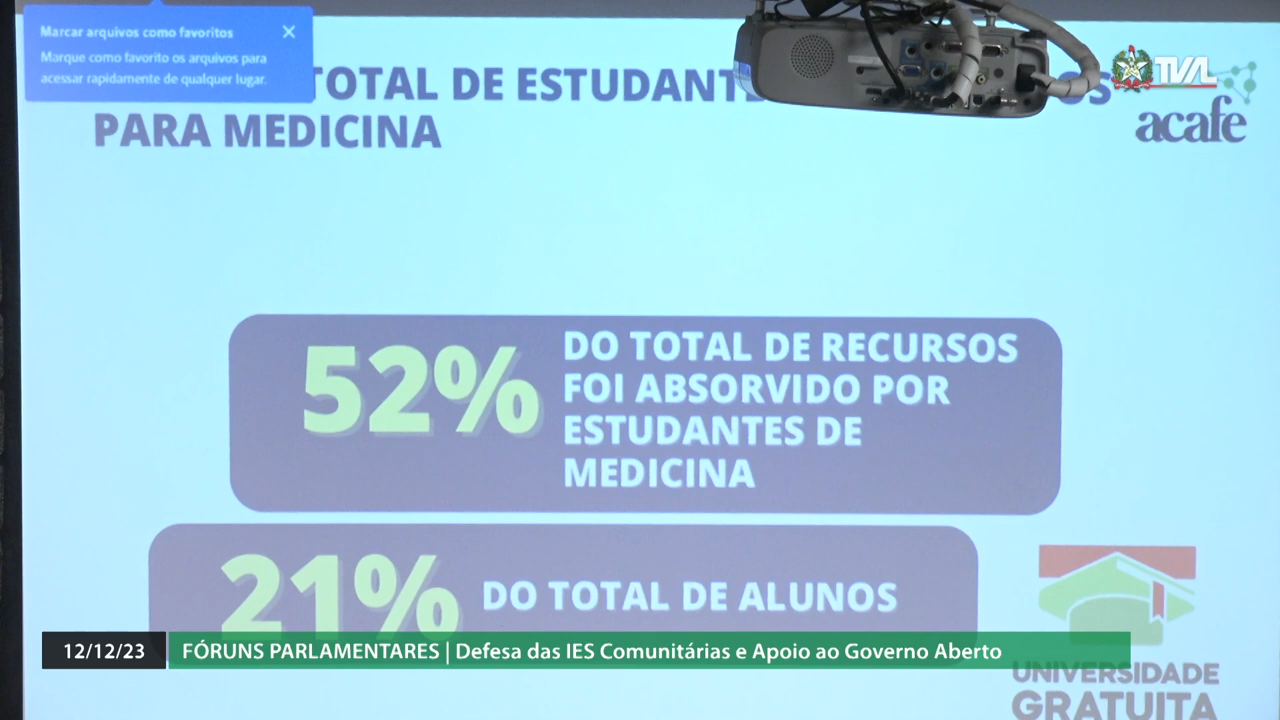 Marcar arquivos como favoritos
Marque como favorito os arquivos para
acessar rapidamente de qualquer lugar.
TOTAL DE ESTUDANTE OS
PARA MEDICINA
TVAL
acafe
52%
DO TOTAL DE RECURSOS
FOI ABSORVIDO POR
ESTUDANTES DE
MEDICINA
21%
DO TOTAL DE ALUNOS
12/12/23
FÓRUNS PARLAMENTARES | Defesa das IES Comunitárias e Apoio ao Governo Aberto
UNIVERSIDADE
GRATUITA